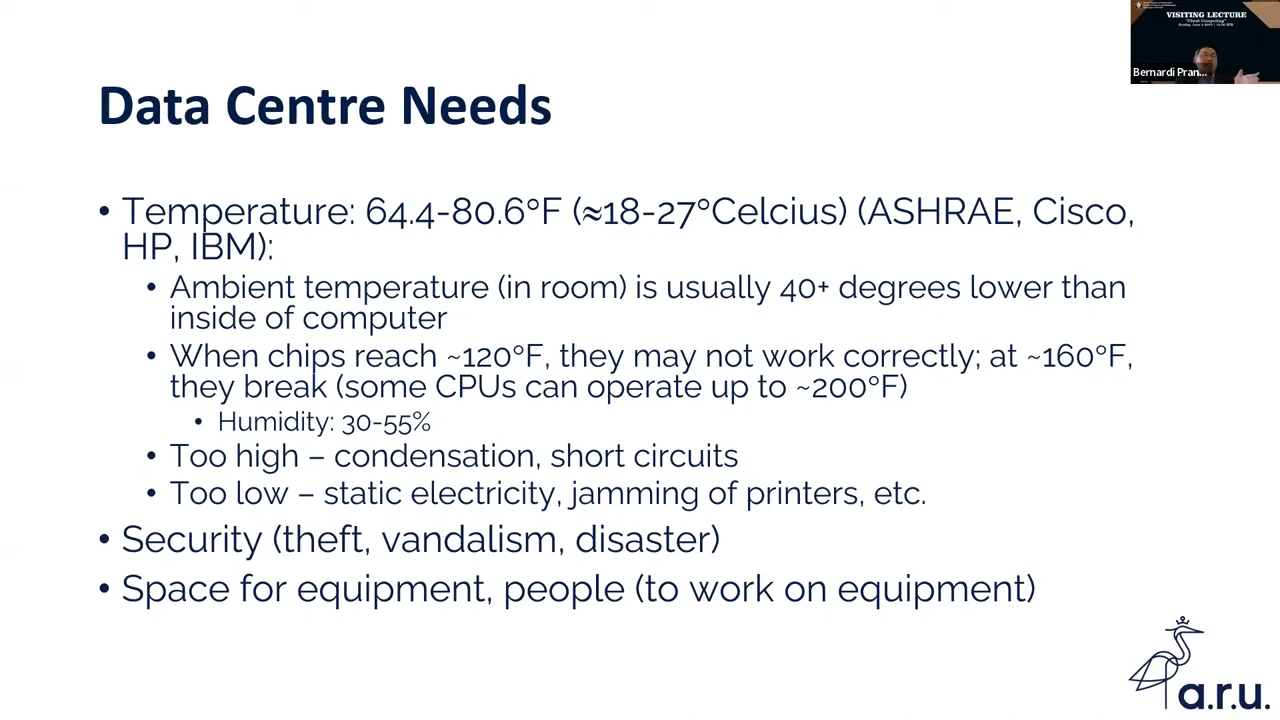 VISITING LECTURE
"Cloud Computing"
Bernardi Pran...
Data Centre Needs
• Temperature: 64.4-80.6°F (≈18-27°Celcius) (ASHRAE, Cisco,
HP, IBM):
• Ambient temperature (in room) is usually 40+ degrees lower than
inside of computer
• When chips reach ~120°F, they may not work correctly; at ~160°F,
they break (some CPUs can operate up to ~200°F)
• Humidity: 30-55%
• Too high – condensation, short circuits
• Too low – static electricity, jamming of printers, etc.
• Security (theft, vandalism, disaster)
• Space for equipment, people (to work on equipment)
a.r.u.